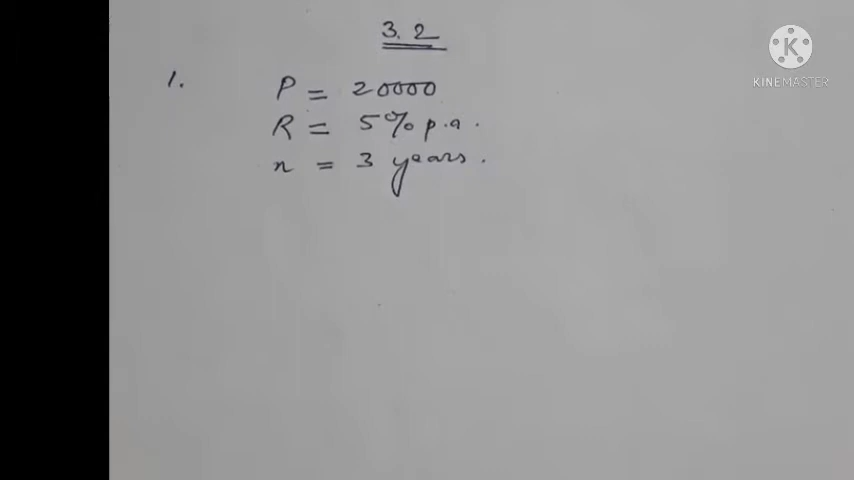 3.2
1. P = 20000
R = 5% p.a.
n = 3 years.
KINEMASTER